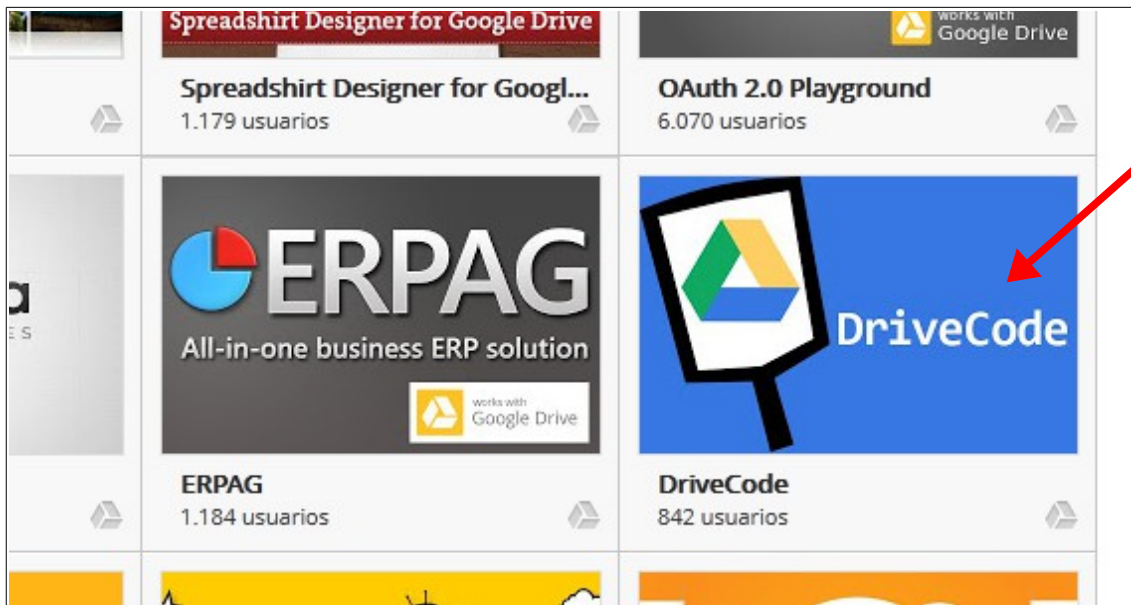 Spreadshirt Designer for Google Drive
works with
Google Drive
Spreadshirt Designer for Googl...
1.179 usuarios
OAuth 2.0 Playground
6.070 usuarios
ERPAG
All-in-one business ERP solution
works with
Google Drive
DriveCode
ERPAG
1.184 usuarios
DriveCode
842 usuarios